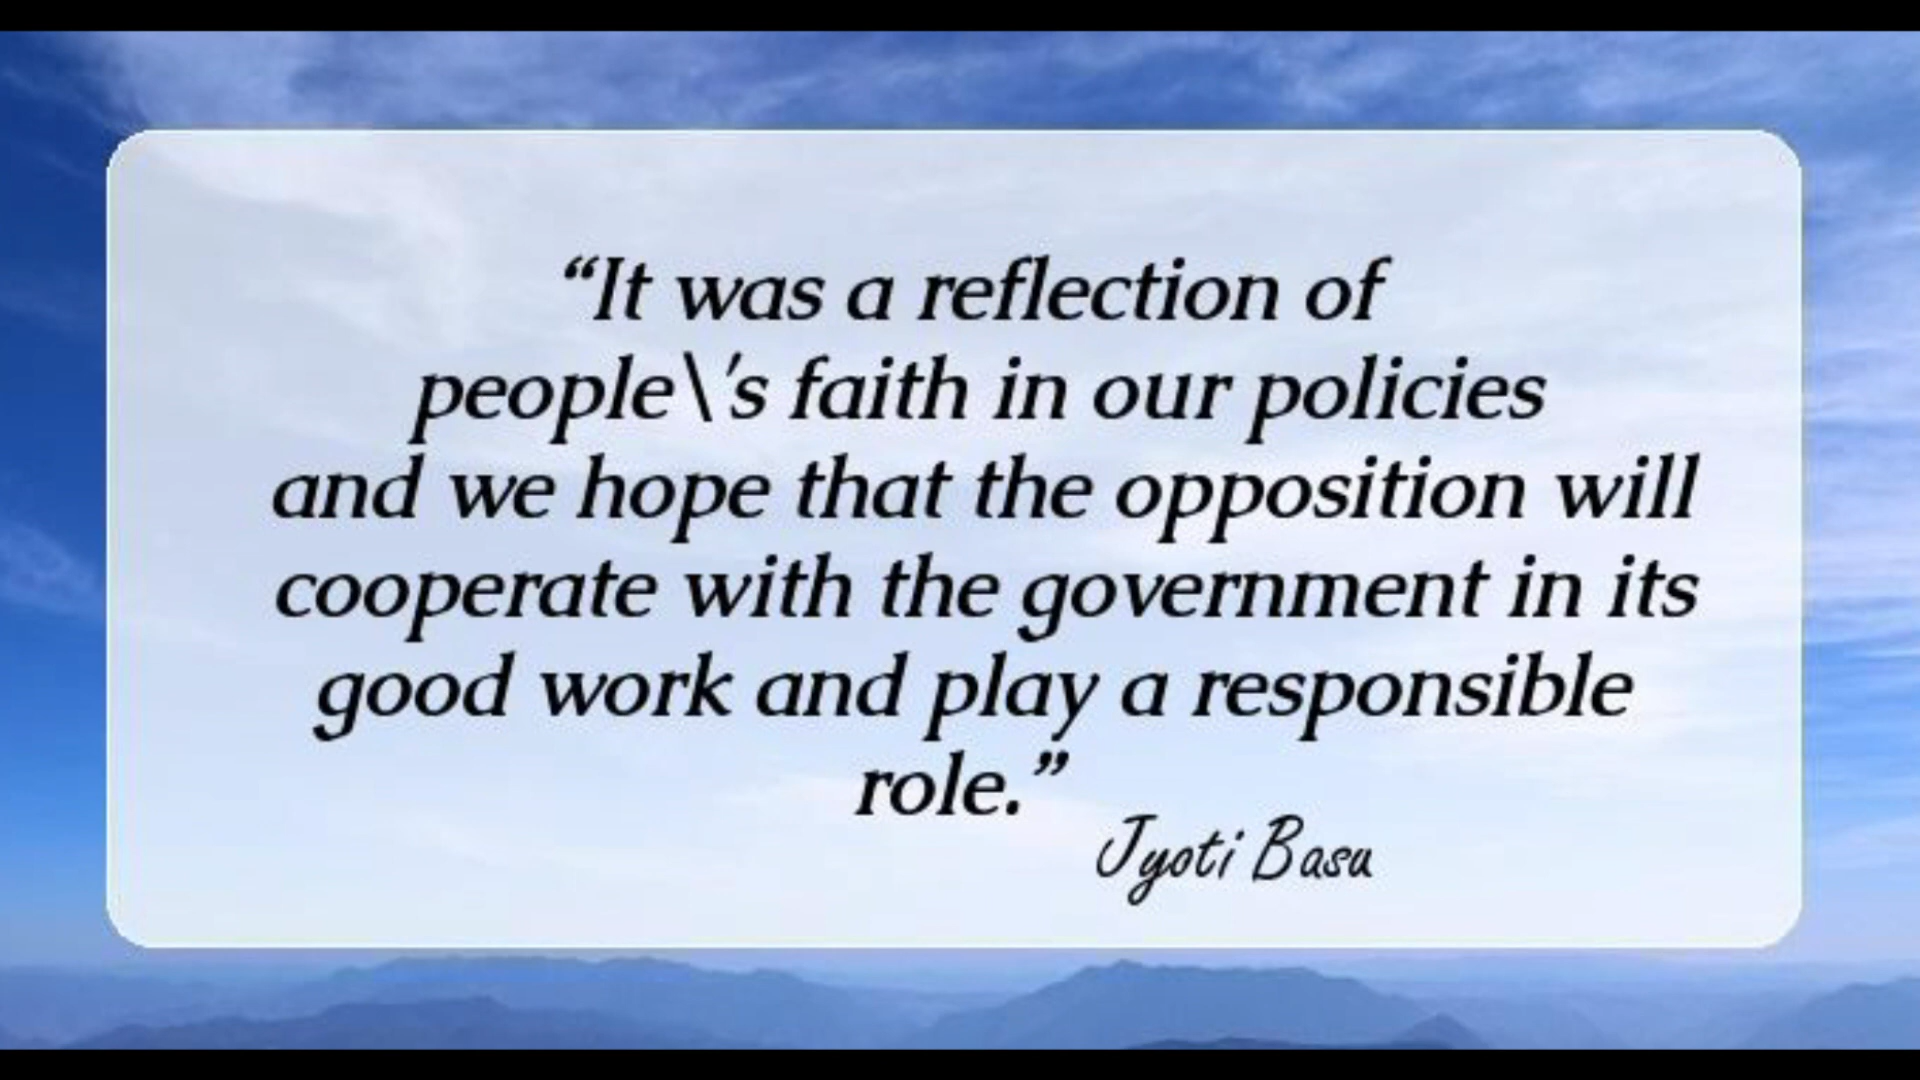 “It was a reflection of
people\'s faith in our policies
and we hope that the opposition will
cooperate with the government in its
good work and play a responsible
role.”
Jyoti Basu